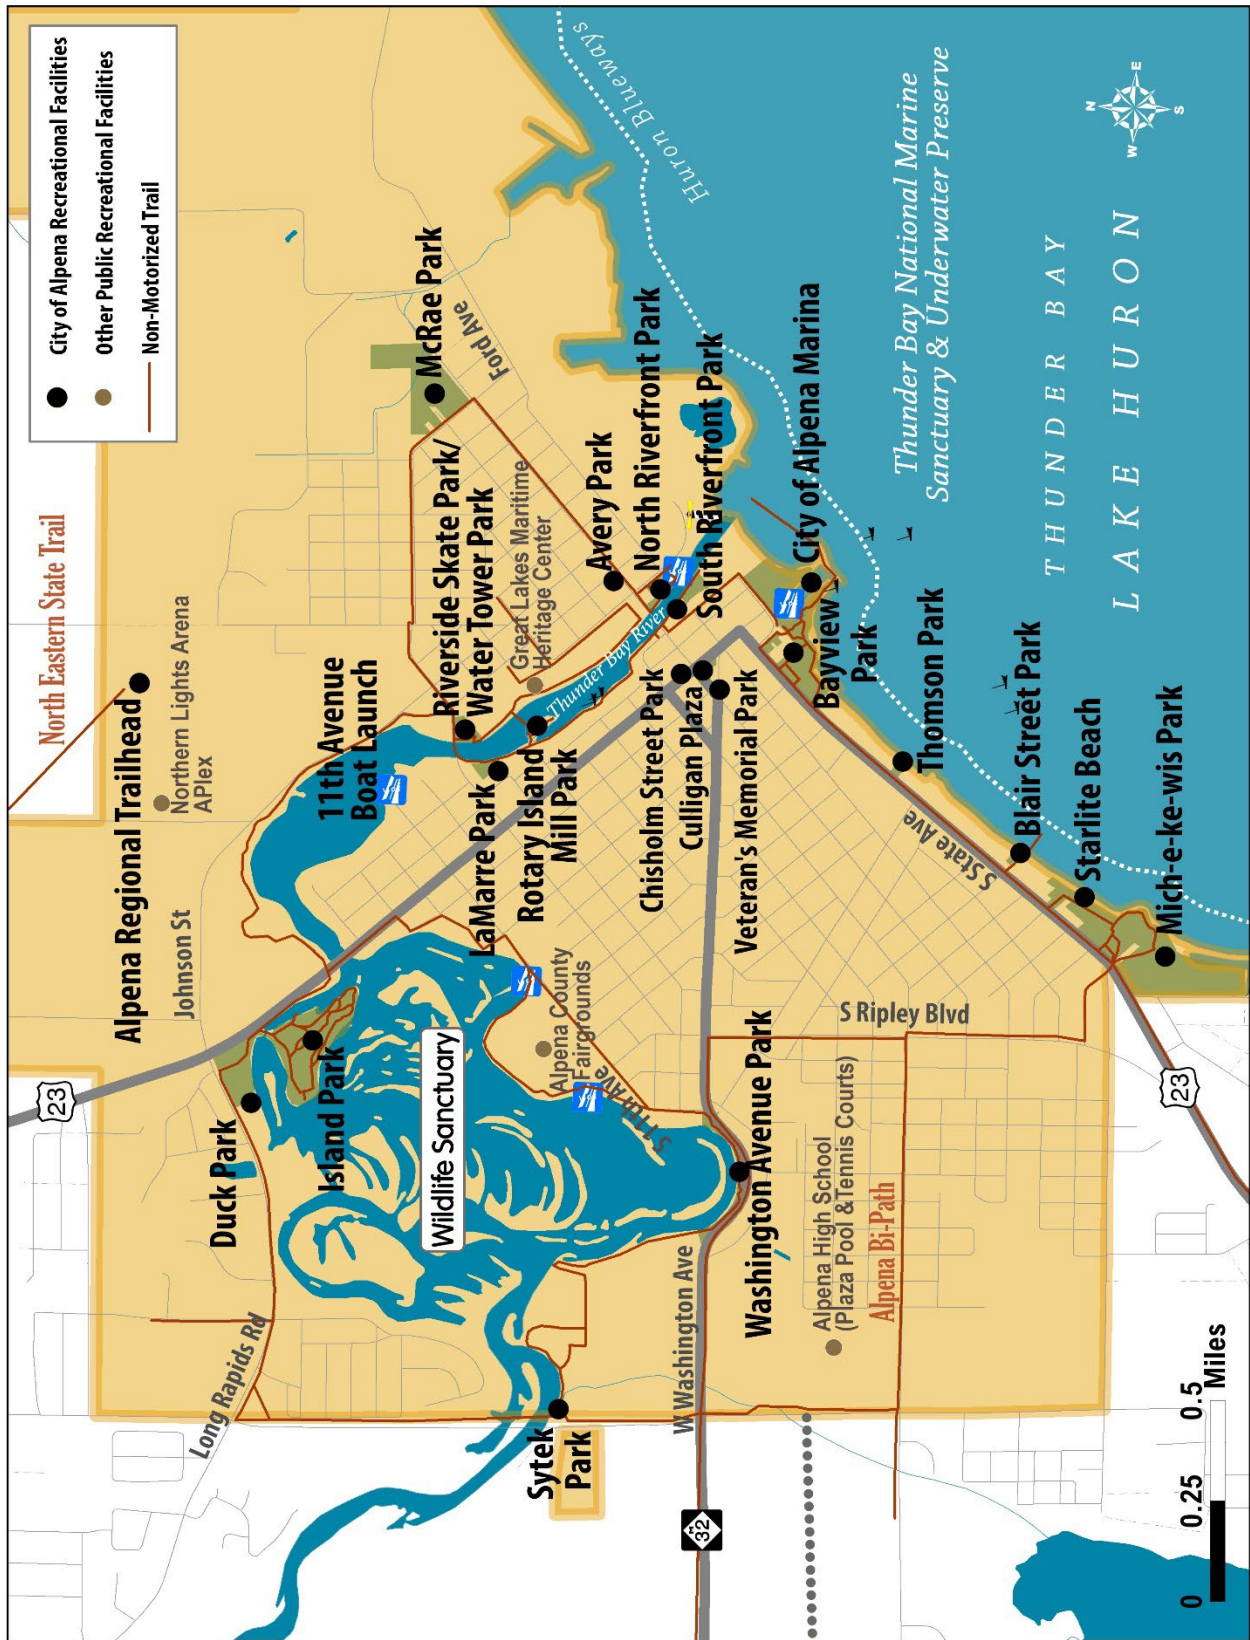 City of Alpena Recreational Facilities
Other Public Recreational Facilities
Non-Motorized Trail
North Eastern State Trail
Alpena Regional Trailhead
Northern Lights Arena
APlex
Johnson St
23
Duck Park
Island Park
Long Rapids Rd
Wildlife Sanctuary
11th Avenue
Boat Launch
Riverside Skate Park/
Water Tower Park
McRae Park
Ford Ave
Great Lakes Maritime
Heritage Center
Avery Park
North Riverfront Park
South Riverfront Park
Thunder Bay River
LaMarre Park
Rotary Island
Mill Park
Alpena County
Fairgrounds
S 11th Ave
Sytek
Park
Chisholm Street Park
Culligan Plaza
Veteran's Memorial Park
W Washington Ave
M
32
Washington Avenue Park
Alpena High School
(Plaza Pool & Tennis Courts)
Alpena Bi-Path
S Ripley Blvd
City of Alpena Marina
Bayview
Park
Thomson Park
S State Ave
Blair Street Park
Starlite Beach
Mich-e-ke-wis Park
23
Huron Blueways
Thunder Bay National Marine
Sanctuary & Underwater Preserve
THUNDER BAY
LAKE HURON
N
E
S
W
0 0.25 0.5
Miles